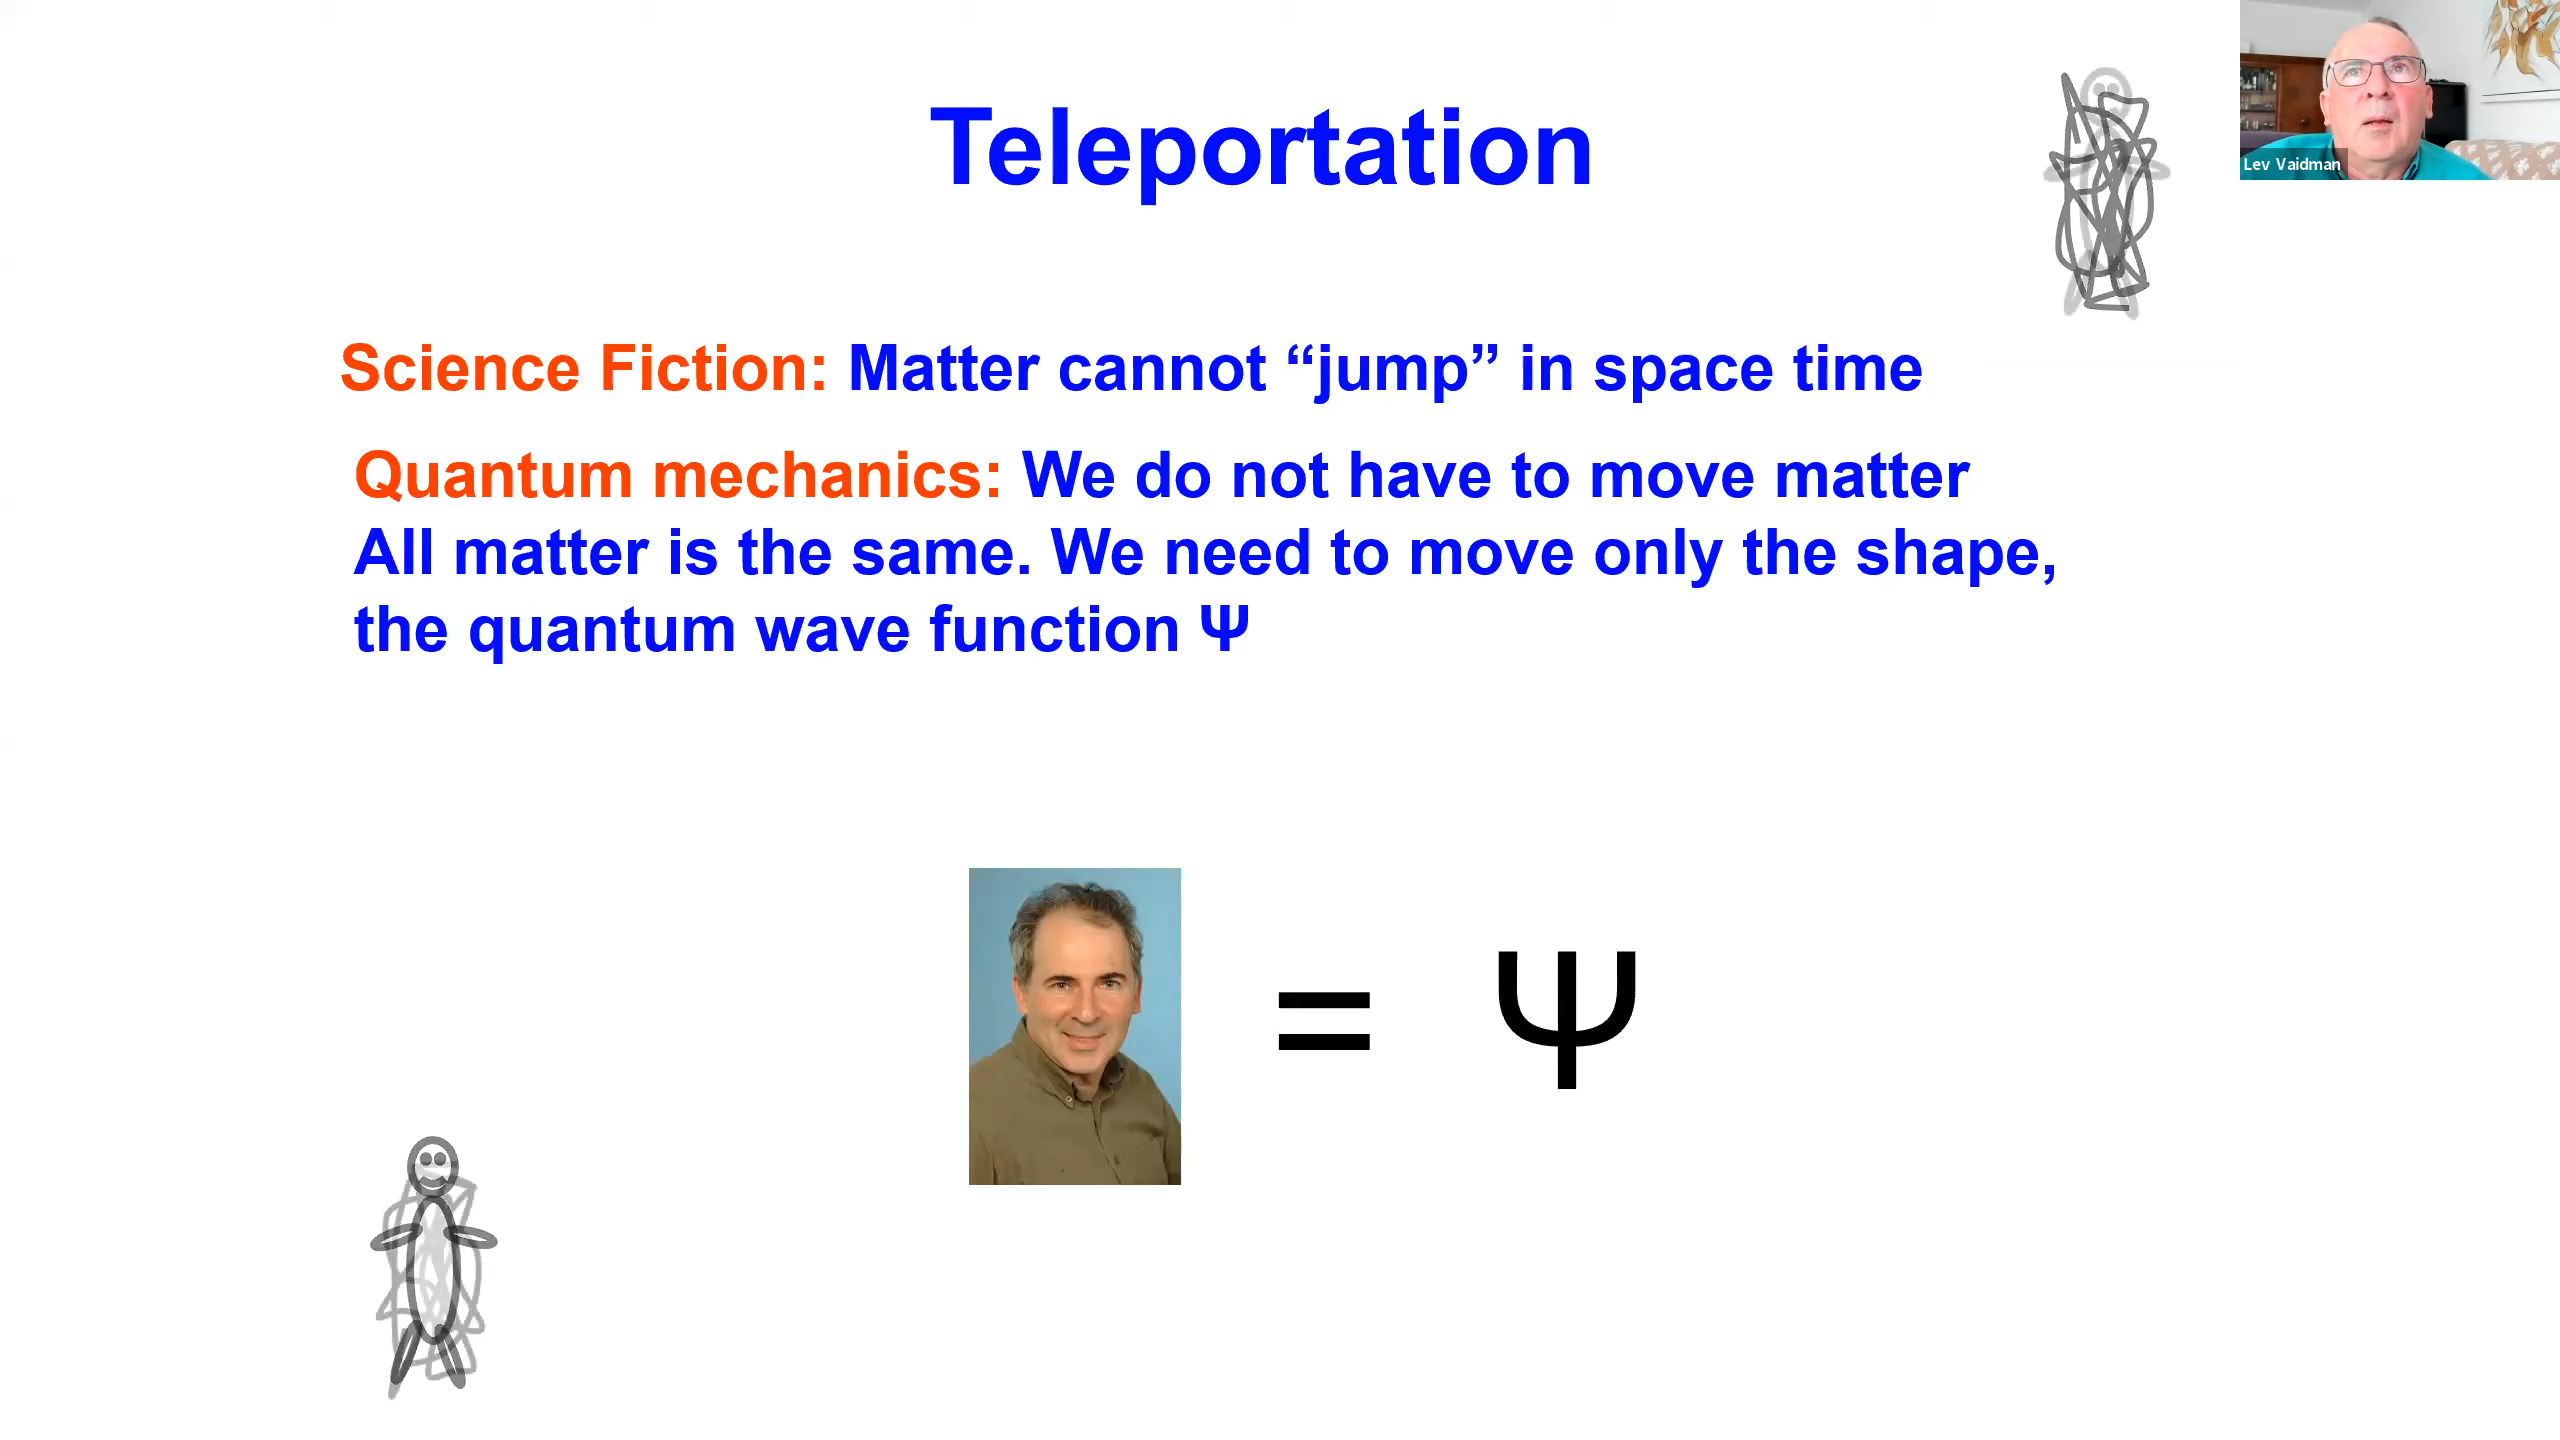 Teleportation
Lev Vaidman
Science Fiction: Matter cannot “jump” in space time
Quantum mechanics: We do not have to move matter
All matter is the same. We need to move only the shape,
the quantum wave function Ψ
= Ψ